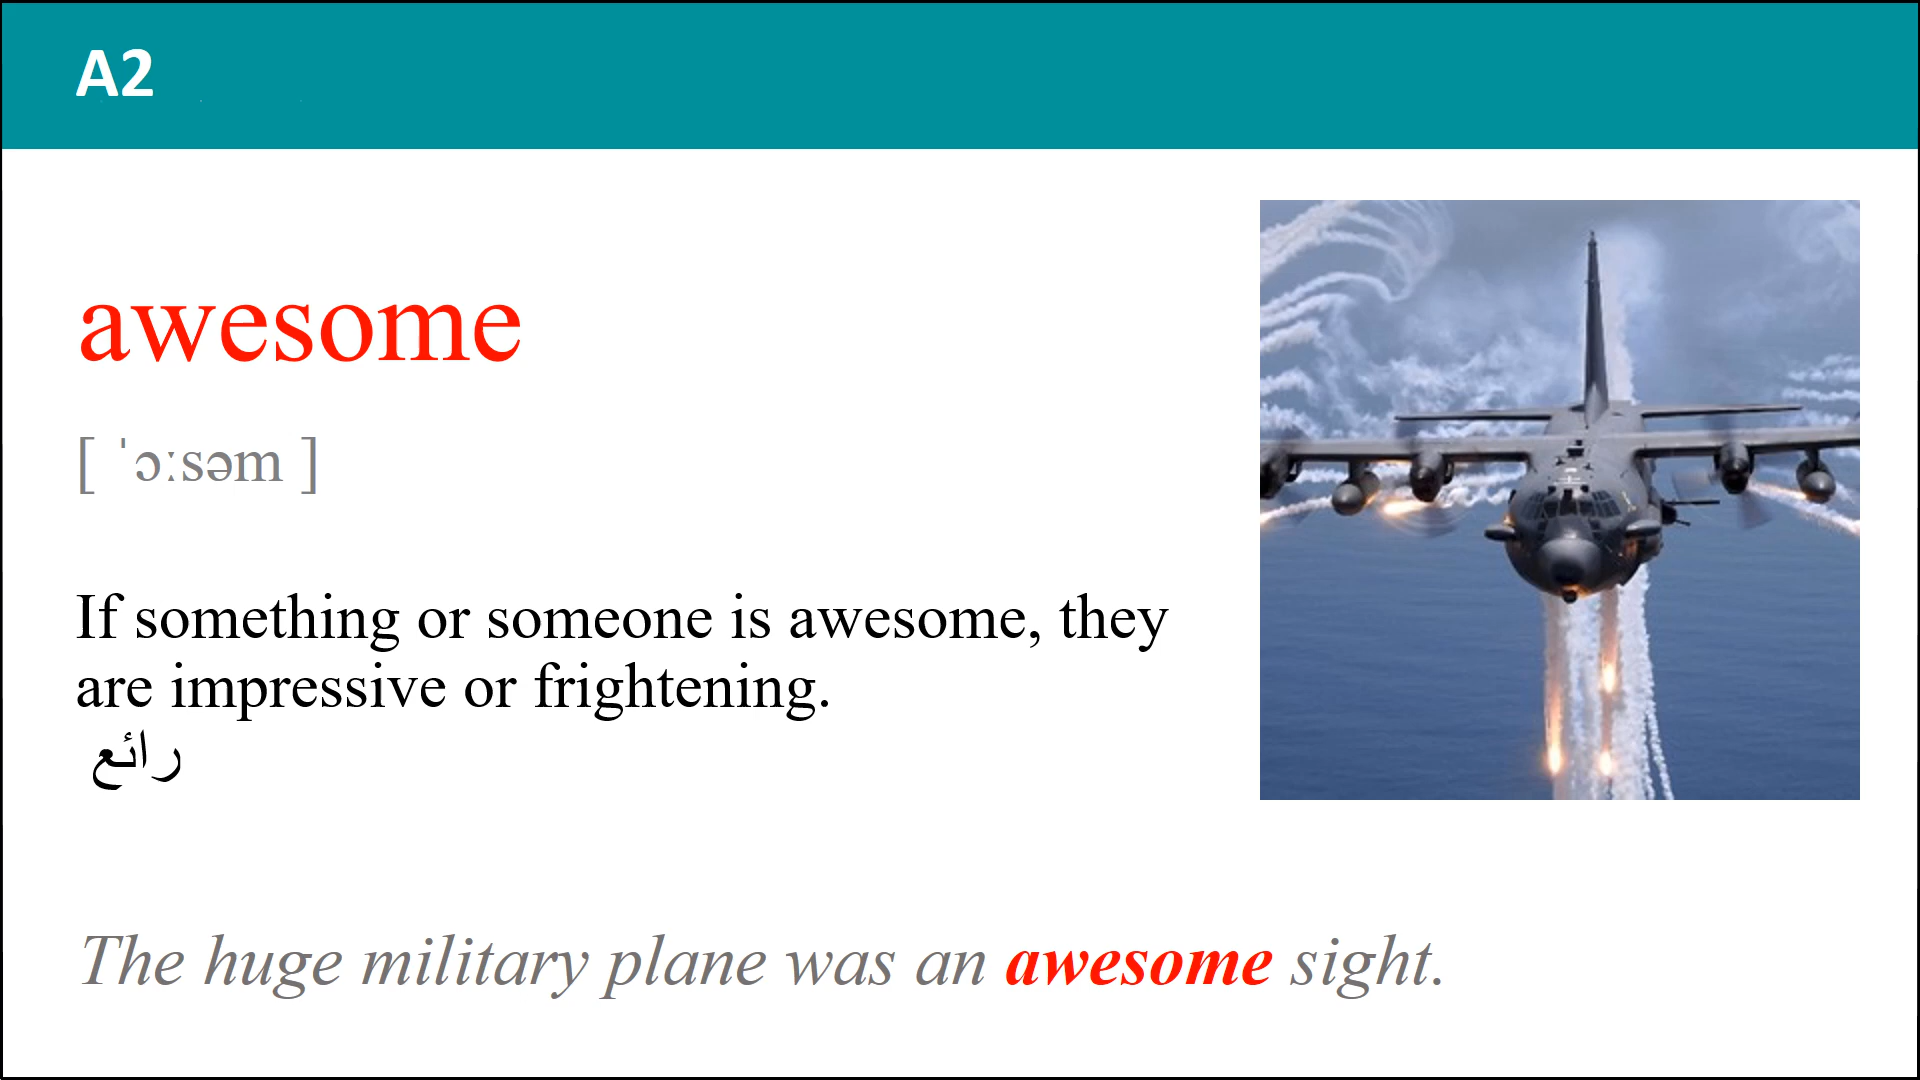 A2
awesome
[ ˈɔːsəm ]
If something or someone is awesome, they
are impressive or frightening.
رائع
The huge military plane was an awesome sight.